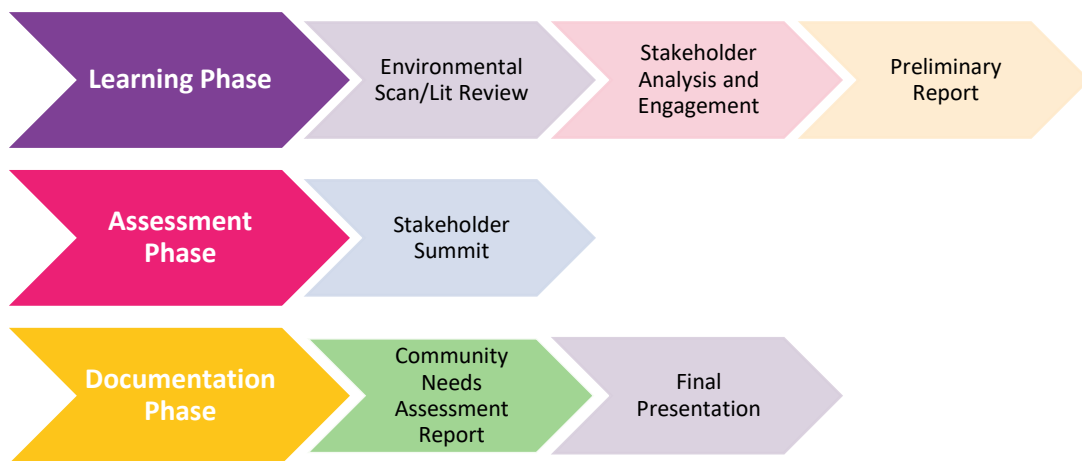 Learning Phase
Environmental
Scan/Lit Review
Stakeholder
Analysis and
Engagement
Preliminary
Report
Assessment
Phase
Stakeholder
Summit
Documentation
Phase
Community
Needs
Assessment
Report
Final
Presentation